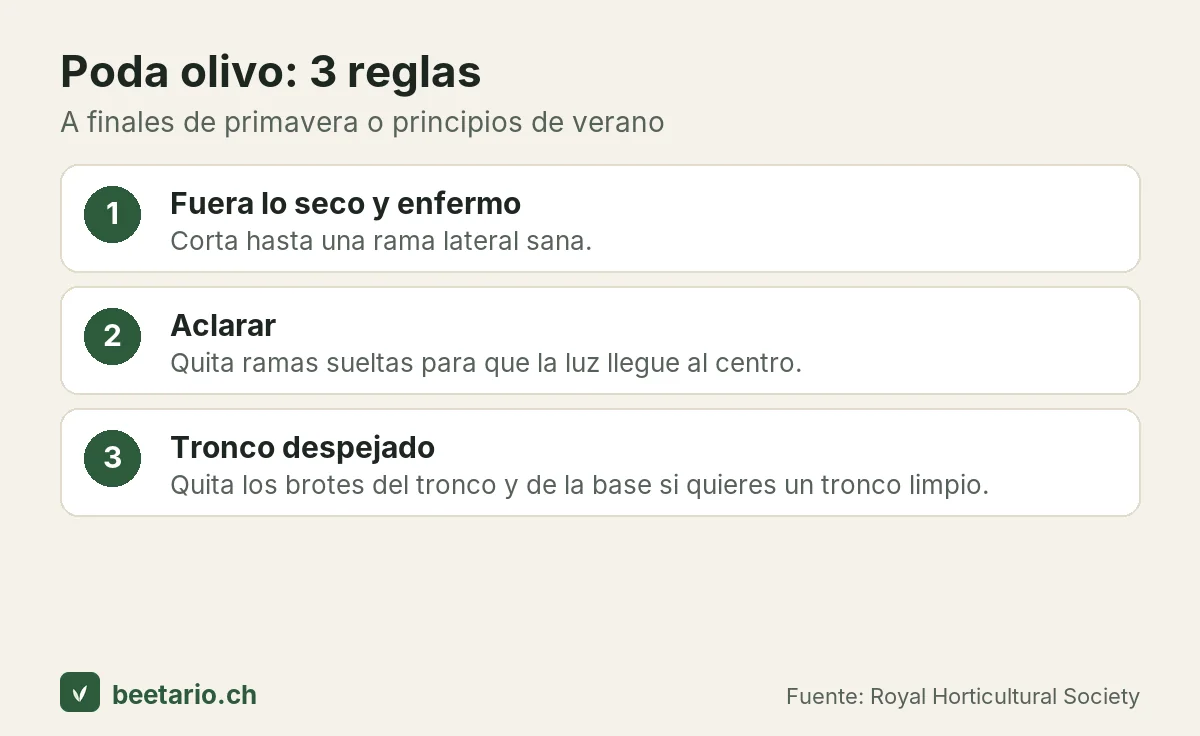 Poda olivo: 3 reglas
A finales de primavera o principios de verano
1
Fuera lo seco y enfermo
Corta hasta una rama lateral sana.
2
Aclarar
Quita ramas sueltas para que la luz llegue al centro.
3
Tronco despejado
Quita los brotes del tronco y de la base si quieres un tronco limpio.
beetario.ch
Fuente: Royal Horticultural Society